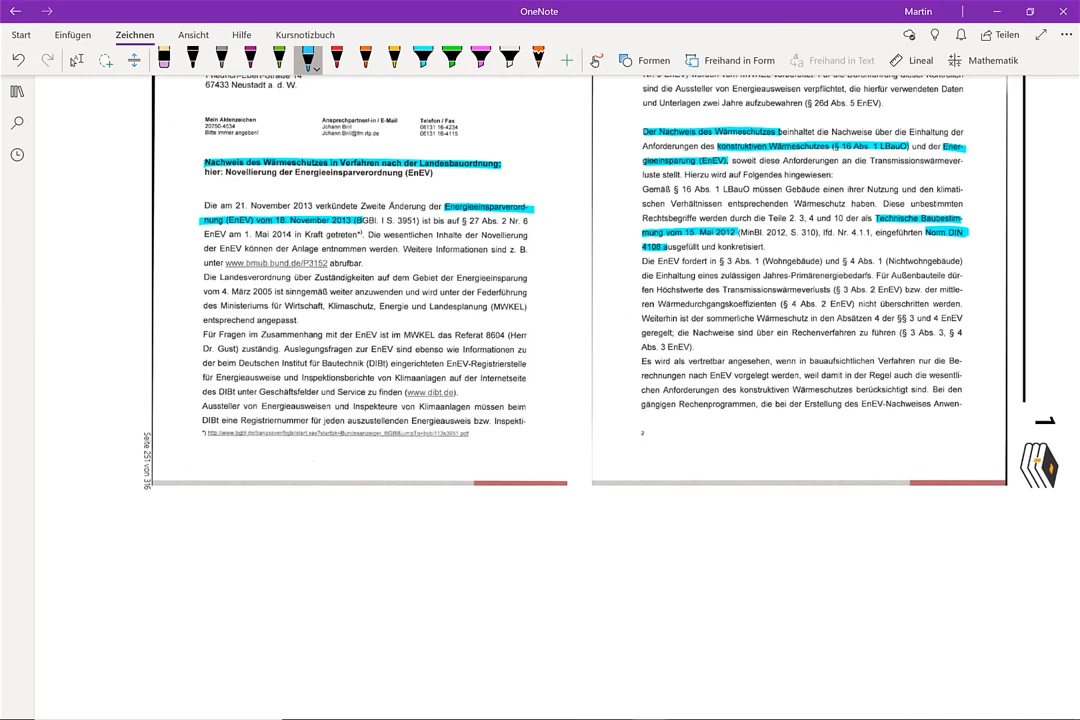 OneNote
Martin
Start
Einfügen
Zeichnen
Ansicht
Hilfe
Kursnotizbuch
Teilen
Formen
Freihand in Form
Freihand in Text
Lineal
Mathematik
Friedrich-Ebert-Straße 14
67433 Neustadt a. d. W.
Mein Aktenzeichen
20750-4534
Bitte immer angeben!
Ansprechpartner/-in / E-Mail
Johann Brill
Johann.Brill@fm.rlp.de
Telefon / Fax
06131 16-4234
06131 16-4115
Nachweis des Wärmeschutzes in Verfahren nach der Landesbauordnung;
hier: Novellierung der Energieeinsparverordnung (EnEV)
Die am 21. November 2013 verkündete Zweite Änderung der Energieeinsparverord-
nung (EnEV) vom 18. November 2013 (BGBl. I S. 3951) ist bis auf § 27 Abs. 2 Nr. 6
EnEV am 1. Mai 2014 in Kraft getreten*). Die wesentlichen Inhalte der Novellierung
der EnEV können der Anlage entnommen werden. Weitere Informationen sind z. B.
unter www.bmub.bund.de/P3152 abrufbar.
Die Landesverordnung über Zuständigkeiten auf dem Gebiet der Energieeinsparung
vom 4. März 2005 ist sinngemäß weiter anzuwenden und wird unter der Federführung
des Ministeriums für Wirtschaft, Klimaschutz, Energie und Landesplanung (MWKEL)
entsprechend angepasst.
Für Fragen im Zusammenhang mit der EnEV ist im MWKEL das Referat 8604 (Herr
Dr. Gust) zuständig. Auslegungsfragen zur EnEV sind ebenso wie Informationen zu
der beim Deutschen Institut für Bautechnik (DIBt) eingerichteten EnEV-Registrierstelle
für Energieausweise und Inspektionsberichte von Klimaanlagen auf der Internetseite
des DIBt unter Geschäftsfelder und Service zu finden (www.dibt.de).
Aussteller von Energieausweisen und Inspekteure von Klimaanlagen müssen beim
DIBt eine Registriernummer für jeden auszustellenden Energieausweis bzw. Inspekti-
Seite 251 von 316
sind die Aussteller von Energieausweisen verpflichtet, die hierfür verwendeten Daten
und Unterlagen zwei Jahre aufzubewahren (§ 26d Abs. 5 EnEV).
Der Nachweis des Wärmeschutzes beinhaltet die Nachweise über die Einhaltung der
Anforderungen des konstruktiven Wärmeschutzes (§ 16 Abs. 1 LBauO) und der Ener-
gieeinsparung (EnEV), soweit diese Anforderungen an die Transmissionswärmever-
luste stellt. Hierzu wird auf Folgendes hingewiesen:
Gemäß § 16 Abs. 1 LBauO müssen Gebäude einen ihrer Nutzung und den klimati-
schen Verhältnissen entsprechenden Wärmeschutz haben. Diese unbestimmten
Rechtsbegriffe werden durch die Teile 2, 3, 4 und 10 der als Technische Baubestim-
mung vom 15. Mai 2012 (MinBl. 2012, S. 310), lfd. Nr. 4.1.1, eingeführten Norm DIN
4108 ausgefüllt und konkretisiert.
Die EnEV fordert in § 3 Abs. 1 (Wohngebäude) und § 4 Abs. 1 (Nichtwohngebäude)
die Einhaltung eines zulässigen Jahres-Primärenergiebedarfs. Für Außenbauteile dür-
fen Höchstwerte des Transmissionswärmeverlusts (§ 3 Abs. 2 EnEV) bzw. der mittle-
ren Wärmedurchgangskoeffizienten (§ 4 Abs. 2 EnEV) nicht überschritten werden.
Weiterhin ist der sommerliche Wärmeschutz in den Absätzen 4 der §§ 3 und 4 EnEV
geregelt; die Nachweise sind über ein Rechenverfahren zu führen (§ 3 Abs. 3, § 4
Abs. 3 EnEV).
Es wird als vertretbar angesehen, wenn in bauaufsichtlichen Verfahren nur die Be-
rechnungen nach EnEV vorgelegt werden, weil damit in der Regel auch die wesentli-
chen Anforderungen des konstruktiven Wärmeschutzes berücksichtigt sind. Bei den
gängigen Rechenprogrammen, die bei der Erstellung des EnEV-Nachweises Anwen-
2
1